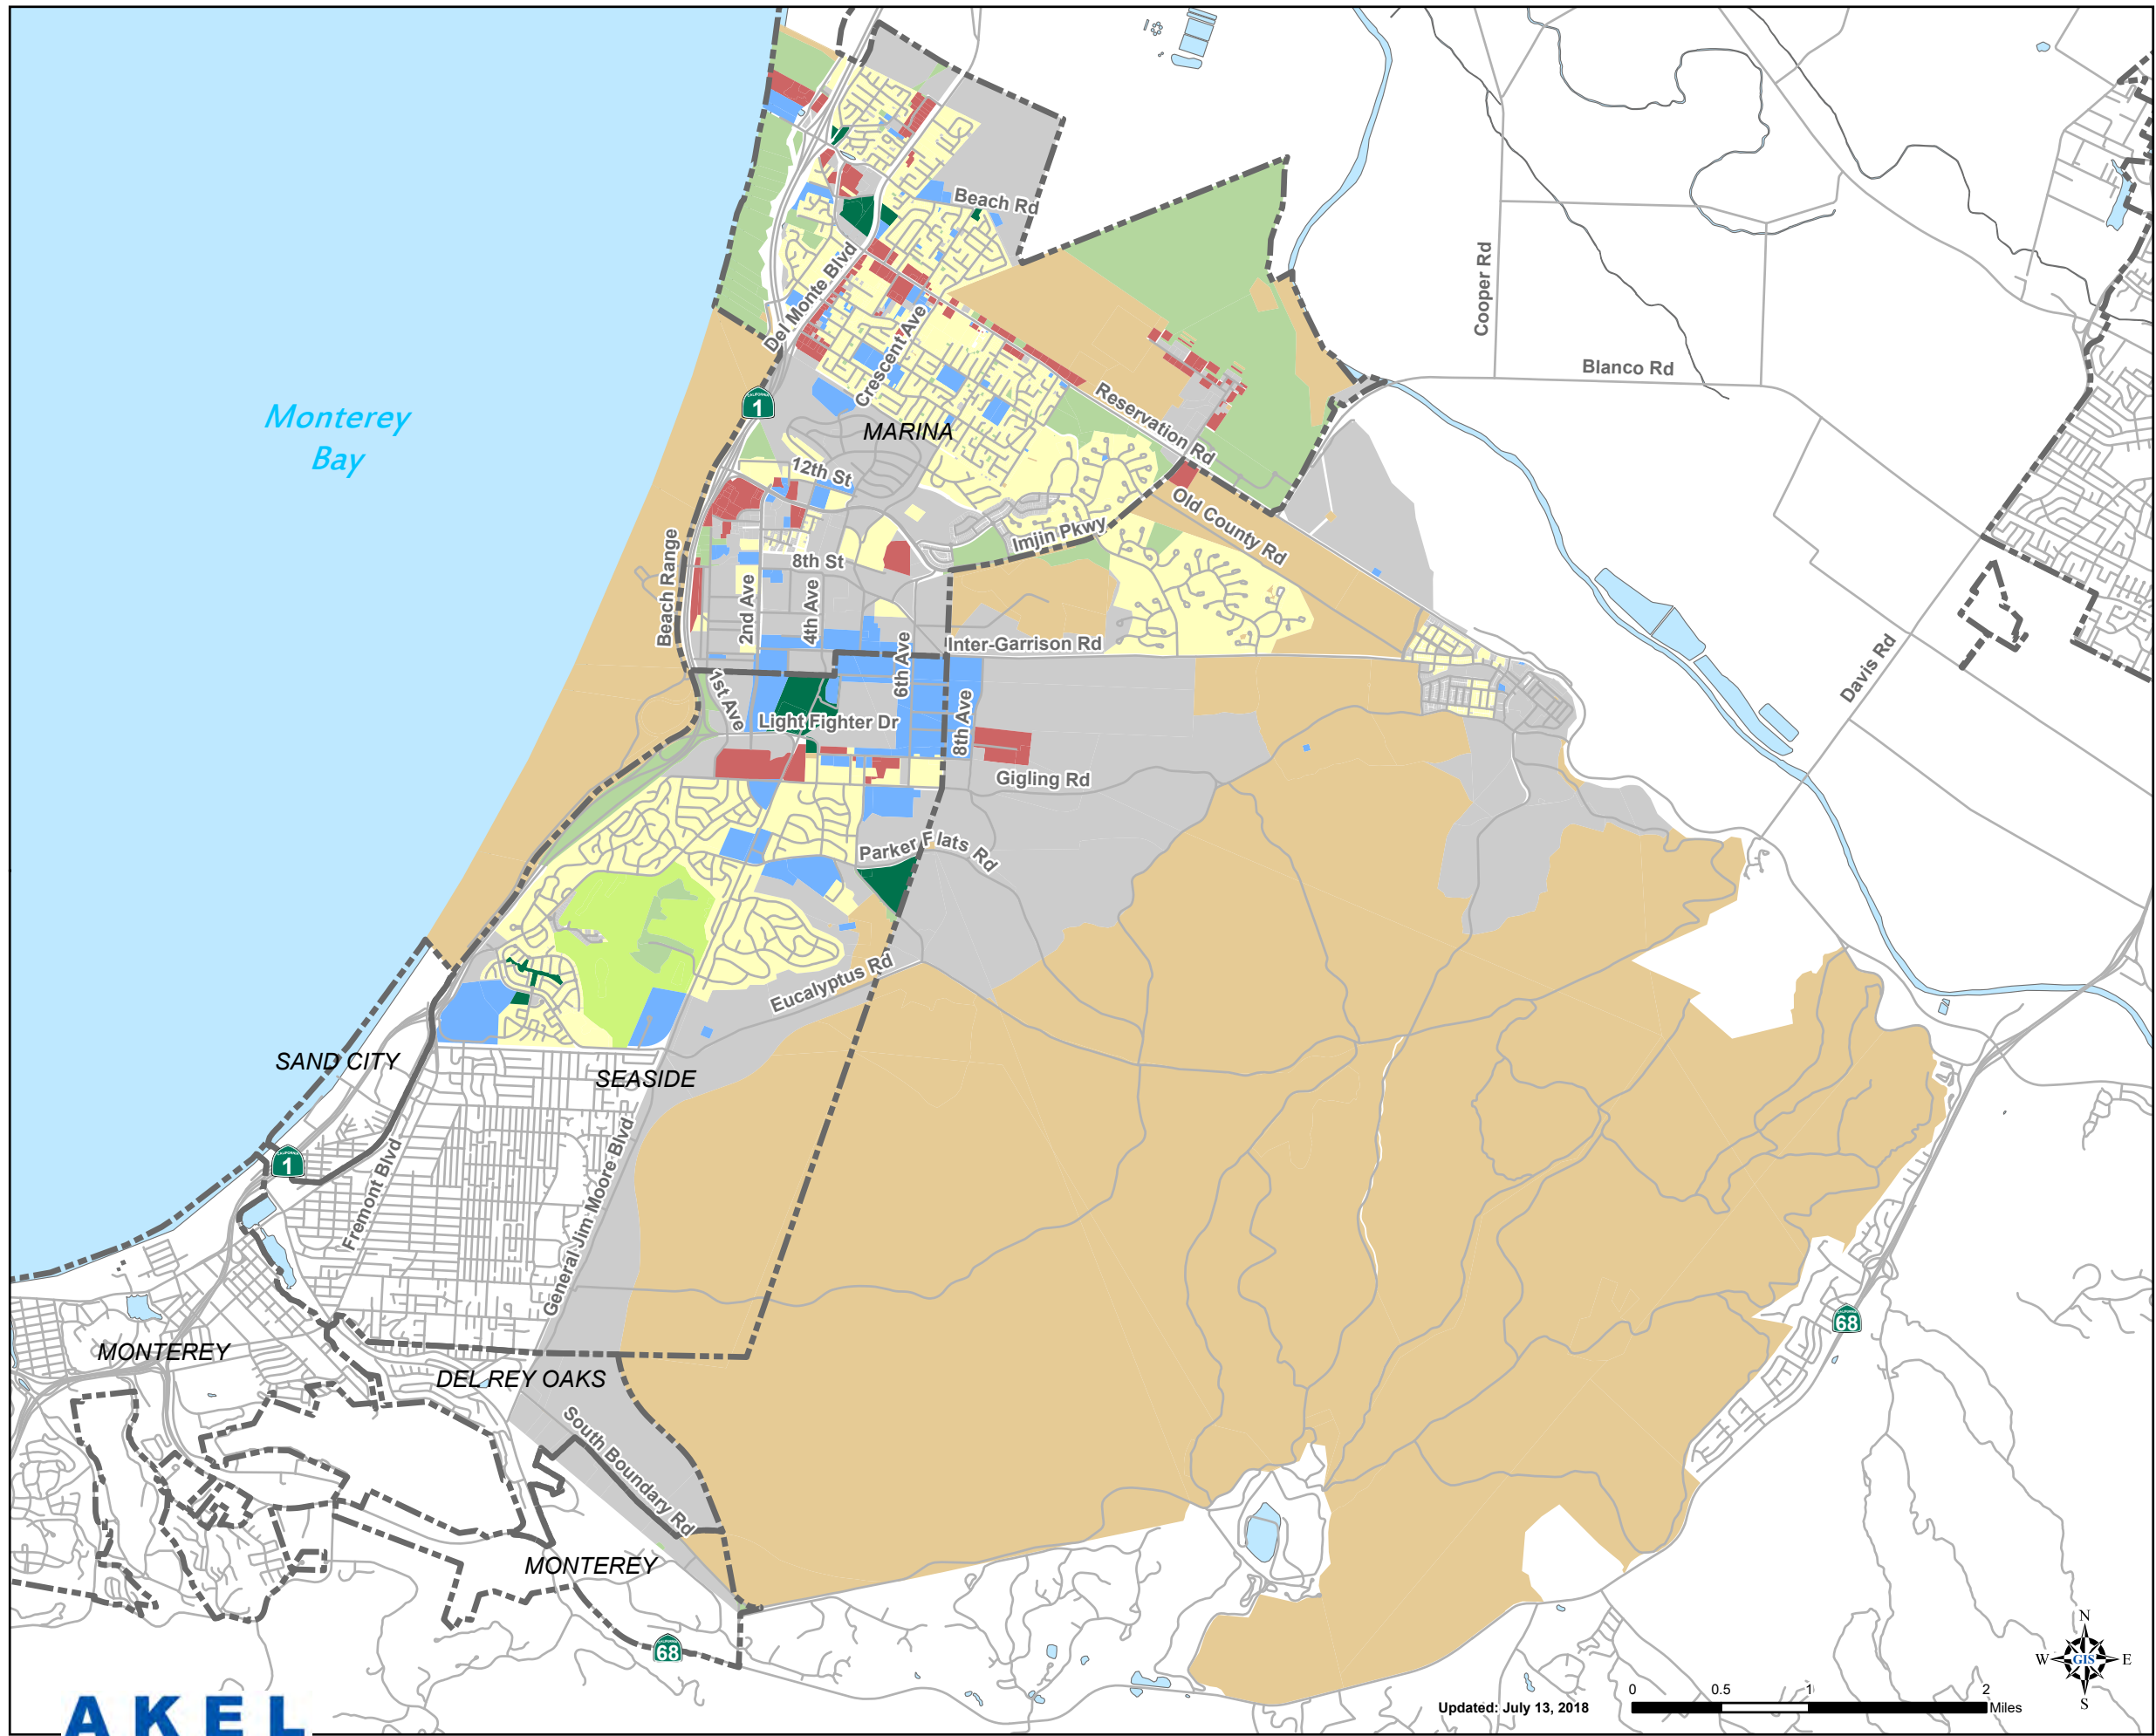 Beach Rd
Cooper Rd
Del Monte Blvd
Blanco Rd
Crescent Ave
Monterey
Bay
1
Reservation Rd
MARINA
12th St
Old County Rd
Imjin Pkwy
Beach Range
8th St
2nd Ave
4th Ave
Inter-Garrison Rd
6th Ave
Davis Rd
1st Ave
8th Ave
Light Fighter Dr
Gigling Rd
Parker Flats Rd
Eucalyptus Rd
SAND CITY
SEASIDE
1
Fremont Blvd
General Jim Moore Blvd
68
MONTEREY
DEL REY OAKS
South Boundary Rd
MONTEREY
68
N
W GIS E
S
AKEL
Updated: July 13, 2018
0 0.5 1 2
Miles